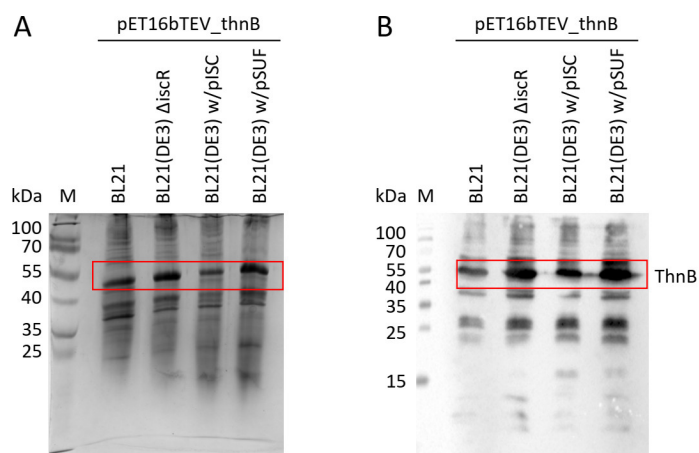 A
pET16bTEV_thnB
BL21
BL21(DE3) ΔiscR
BL21(DE3) w/pISC
BL21(DE3) w/pSUF
kDa M
100
70
55
40
35
25
B
pET16bTEV_thnB
BL21
BL21(DE3) ΔiscR
BL21(DE3) w/pISC
BL21(DE3) w/pSUF
kDa M
100
70
55
40
35
25
15
ThnB